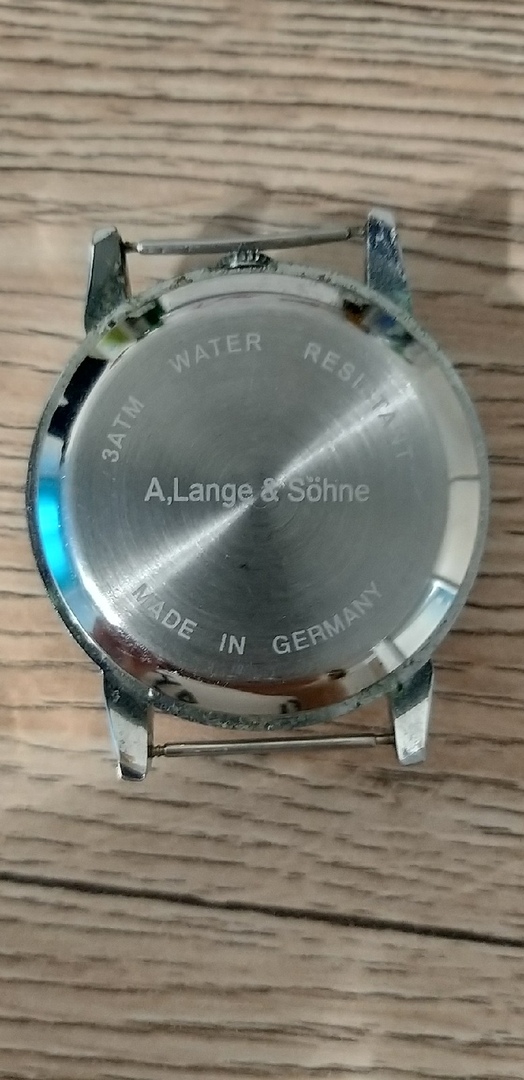 3ATM WATER RESISTANT
A,Lange & Söhne
MADE IN GERMANY